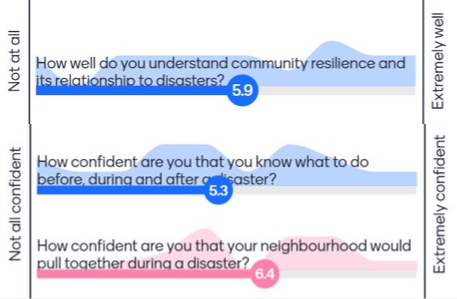 Not at all
How well do you understand community resilience and
its relationship to disasters?
5.9
Extremely well
Not all confident
How confident are you that you know what to do
before, during and after a disaster?
5.3
How confident are you that your neighbourhood would
pull together during a disaster?
6.4
Extremely confident